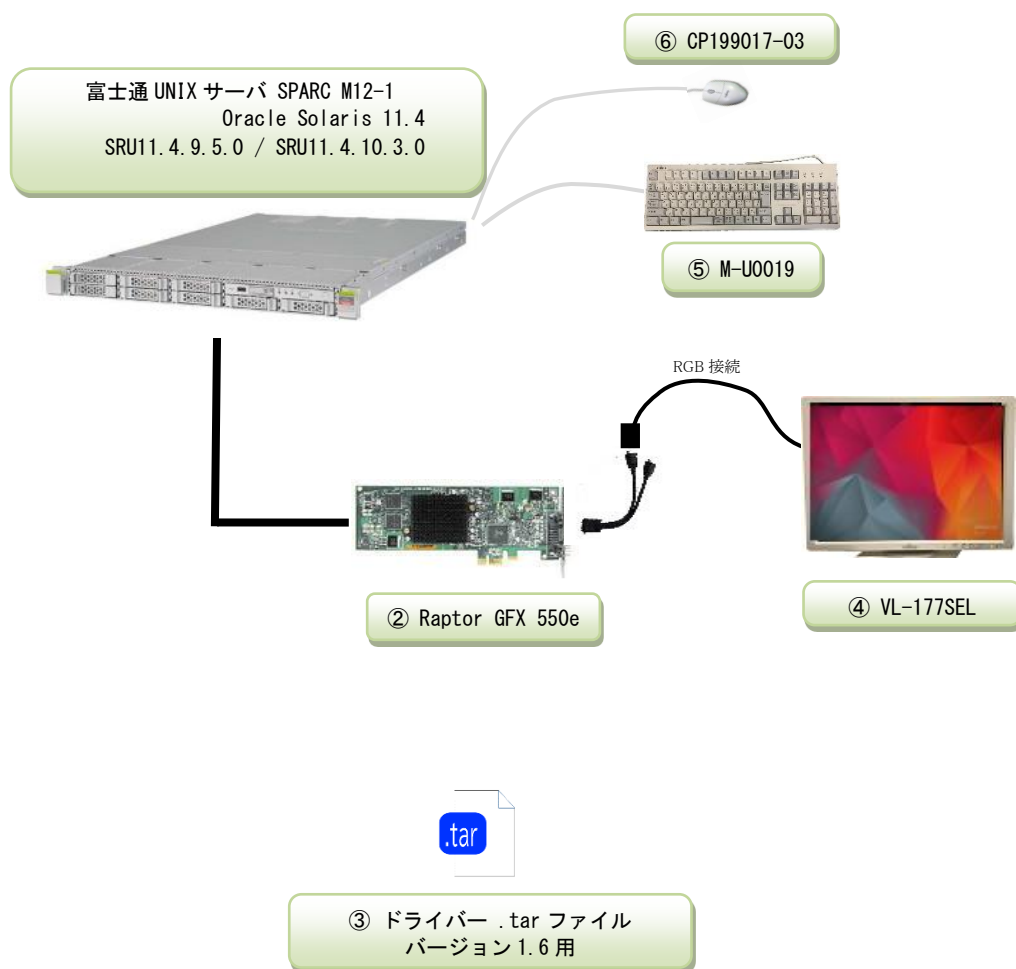 ⑥ CP199017-03
富士通 UNIX サーバ SPARC M12-1
Oracle Solaris 11.4
SRU11.4.9.5.0 / SRU11.4.10.3.0
⑤ M-U0019
RGB 接続
② Raptor GFX 550e
④ VL-177SEL
.tar
③ ドライバー .tar ファイル
バージョン 1.6 用